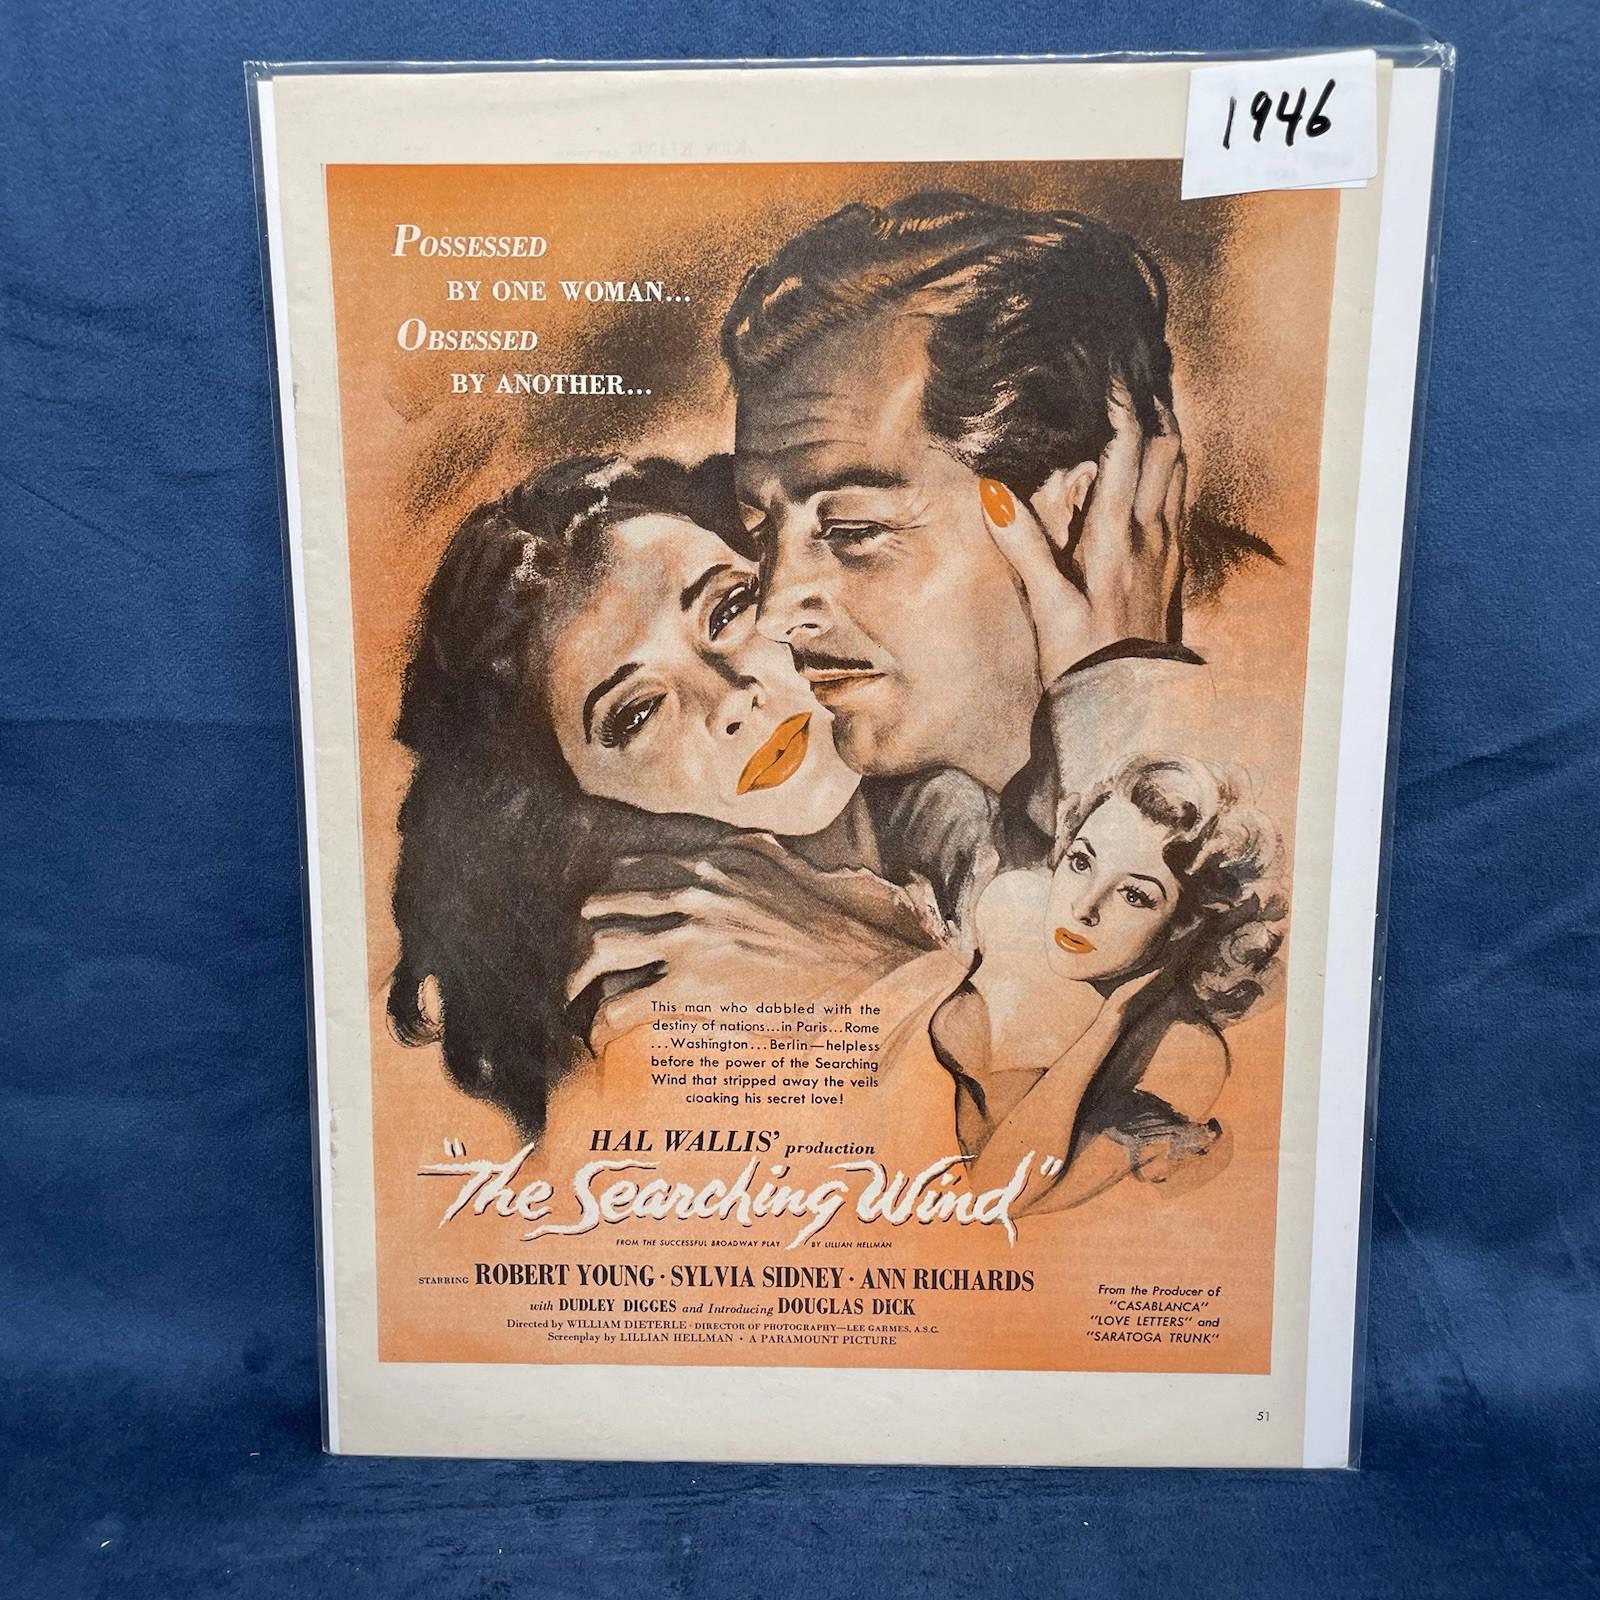 1946
POSSESSED
BY ONE WOMAN...
OBSESSED
BY ANOTHER...
This man who dabbled with the
destiny of nations...in Paris...Rome
...Washington...Berlin—helpless
before the power of the Searching
Wind that stripped away the veils
cloaking his secret love!
HAL WALLIS' production
"The Searching Wind"
FROM THE SUCCESSFUL BROADWAY PLAY BY LILLIAN HELLMAN
STARRING ROBERT YOUNG · SYLVIA SIDNEY · ANN RICHARDS
with DUDLEY DIGGES and Introducing DOUGLAS DICK
Directed by WILLIAM DIETERLE · DIRECTOR OF PHOTOGRAPHY—LEE GARMES, A.S.C.
Screenplay by LILLIAN HELLMAN · A PARAMOUNT PICTURE
From the Producer of
"CASABLANCA"
"LOVE LETTERS" and
"SARATOGA TRUNK"
51